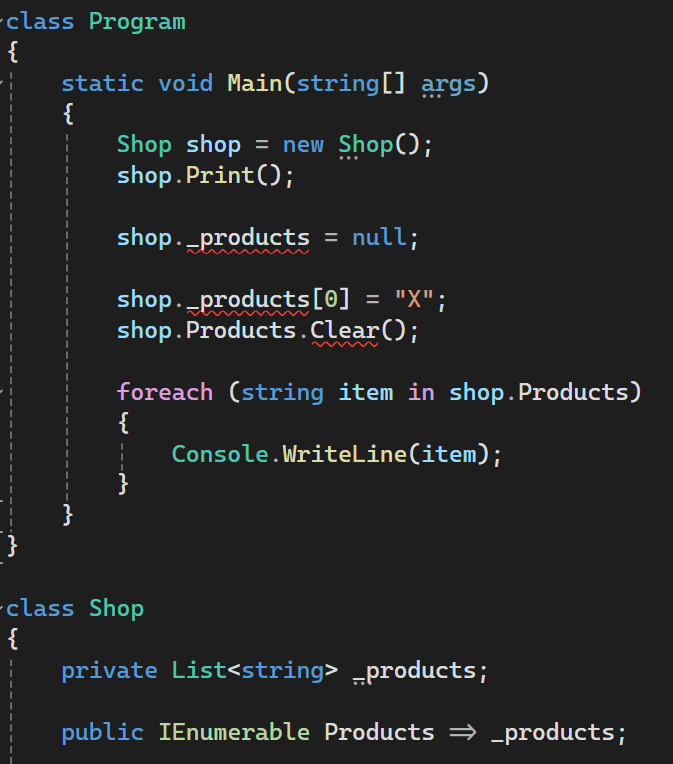 class Program
{
static void Main(string[] args)
{
Shop shop = new Shop();
shop.Print();
shop._products = null;
shop._products[0] = "X";
shop.Products.Clear();
foreach (string item in shop.Products)
{
Console.WriteLine(item);
}
}
}
class Shop
{
private List<string> _products;
public IEnumerable Products => _products;